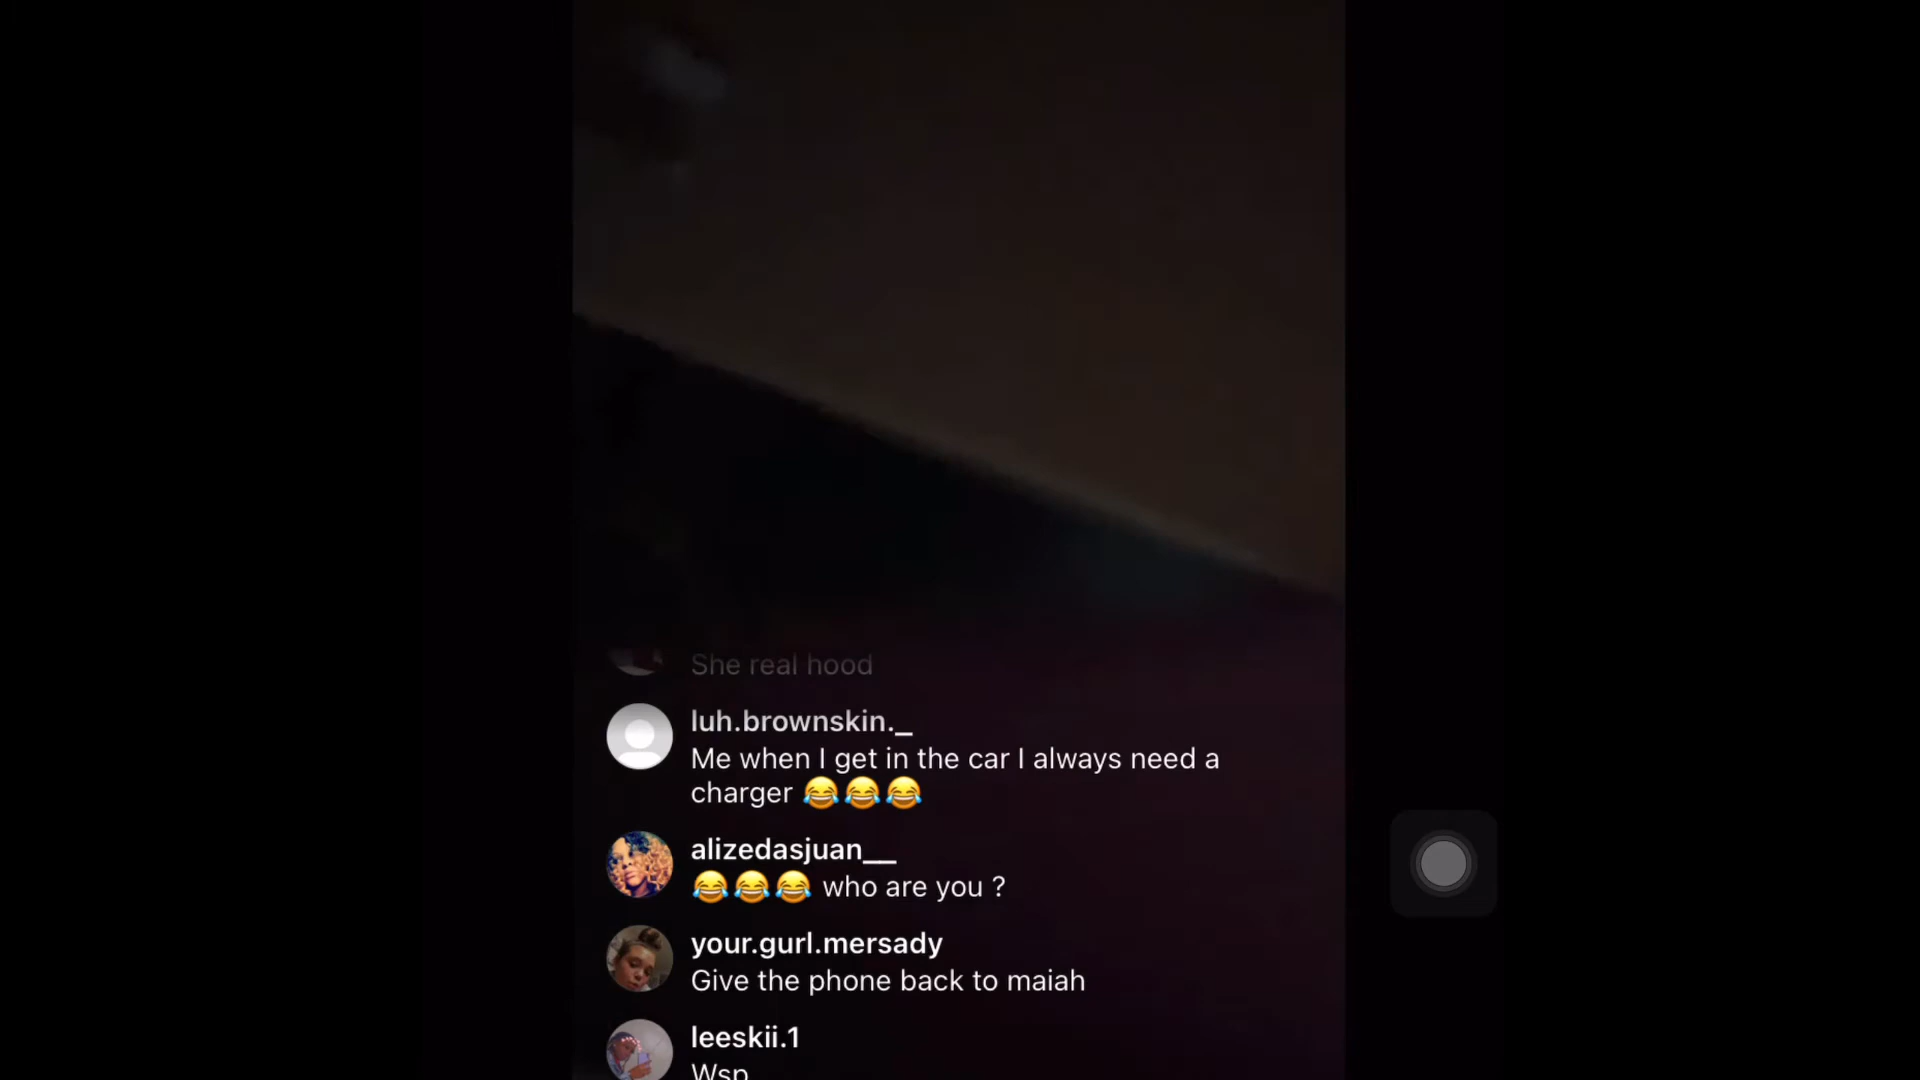 She real hood
luh.brownskin._
Me when I get in the car I always need a
charger 😂😂😂
alizedasjuan__
😂😂😂 who are you ?
your.gurl.mersady
Give the phone back to maiah
leeskii.1
Wsp